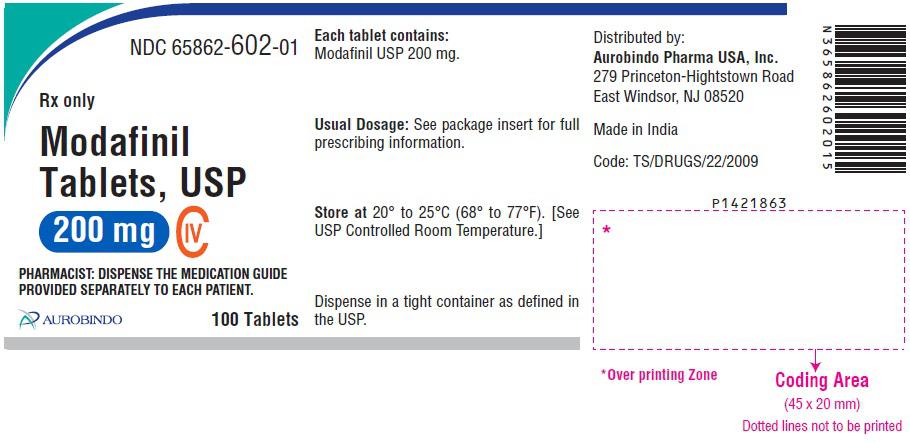 NDC 65862-602-01
Rx only
Modafinil
Tablets, USP
200 mg CIV
PHARMACIST: DISPENSE THE MEDICATION GUIDE
PROVIDED SEPARATELY TO EACH PATIENT.
AUROBINDO 100 Tablets
Each tablet contains:
Modafinil USP 200 mg.
Usual Dosage: See package insert for full
prescribing information.
Store at 20° to 25°C (68° to 77°F). [See
USP Controlled Room Temperature.]
Dispense in a tight container as defined in
the USP.
Distributed by:
Aurobindo Pharma USA, Inc.
279 Princeton-Hightstown Road
East Windsor, NJ 08520
Made in India
Code: TS/DRUGS/22/2009
N365862602015
P1421863
*
*Over printing Zone
Coding Area
(45 x 20 mm)
Dotted lines not to be printed